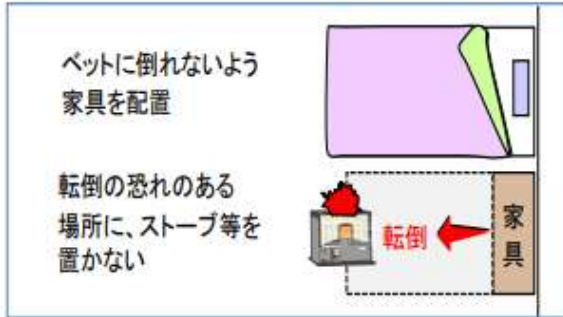 ベットに倒れないよう
家具を配置
転倒の恐れのある
場所に、ストーブ等を
置かない
転倒
家具